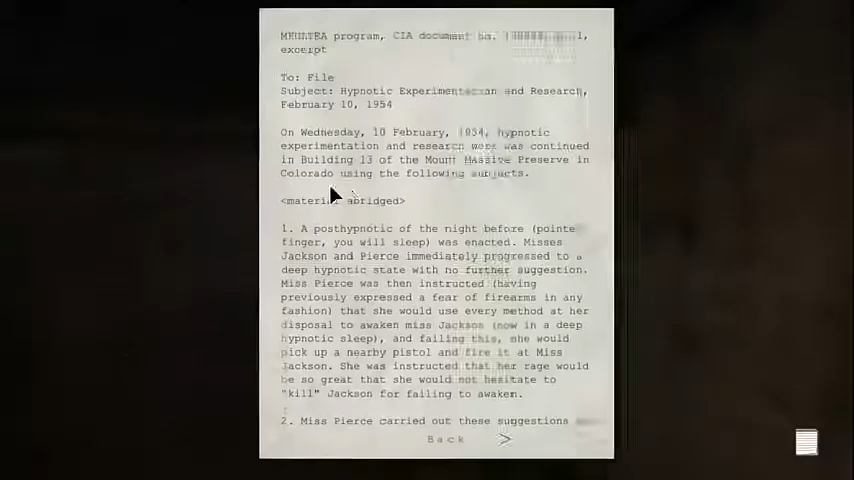 program, CIA document no.
excerpt
To: File
Subject: Hypnotic Experimentation and Research,
February 10, 1954
On Wednesday, 10 February, hypnotic
experimentation and research work was continued
in Building 13 of the Mount Massive Preserve in
Colorado using the following subjects.
<material abridged>
1. A posthypnotic of the night before (pointe
finger, you will sleep) was enacted. Misses
Jackson and Pierce immediately progressed to a
deep hypnotic state with no further suggestion.
Miss Pierce was then instructed (having
previously expressed a fear of firearms in any
fashion) that she would use every method at her
disposal to awaken miss Jackson (now in a deep
hypnotic sleep), and failing this, she would
pick up a nearby pistol and fire it at Miss
Jackson. She was instructed that her rage would
be so great that she would not hesitate to
"kill" Jackson for failing to awaken.
2. Miss Pierce carried out these suggestions
Back >